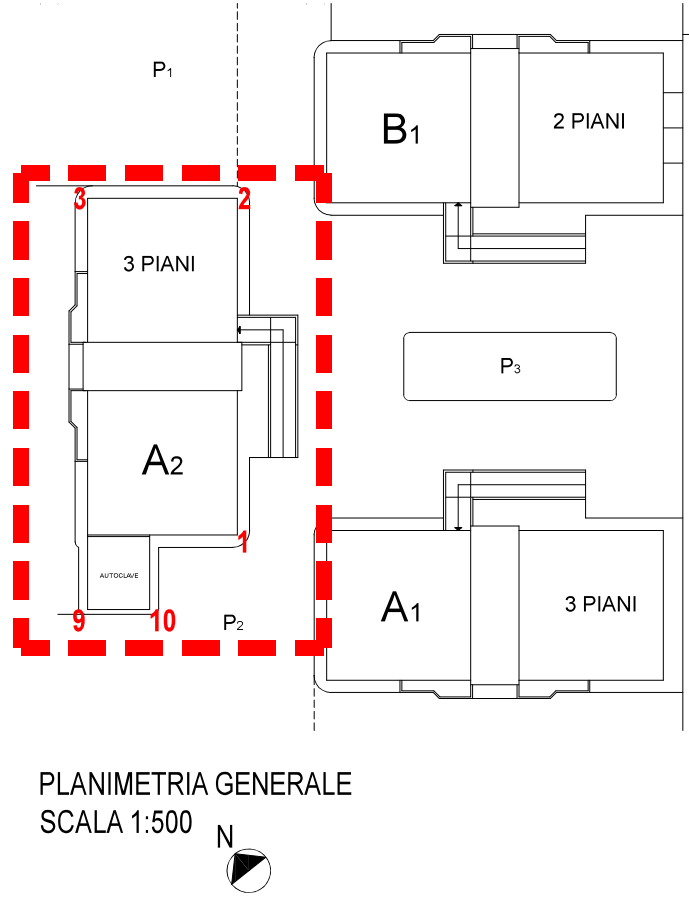 P1
B1
2 PIANI
3
2
3 PIANI
P3
A2
1
AUTOCLAVE
A1
3 PIANI
9
10
P2
PLANIMETRIA GENERALE
SCALA 1:500
N